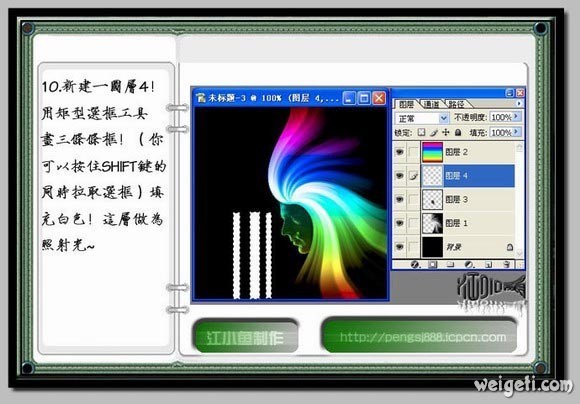 10.新建一圖層4!
用矩型選框工具
畫三條條框!（你
可以按住SHIFT鍵的
同時拉取選框）填
充白色!這層做為
照射光~
未标题-3 @ 100% (图层 4,...
图层 通道 路径
正常 不透明度: 100%
锁定: 填充: 100%
图层 2
图层 4
图层 3
图层 1
背景
江小鱼制作
http://pengsj888.icpcn.com
weigeti.com